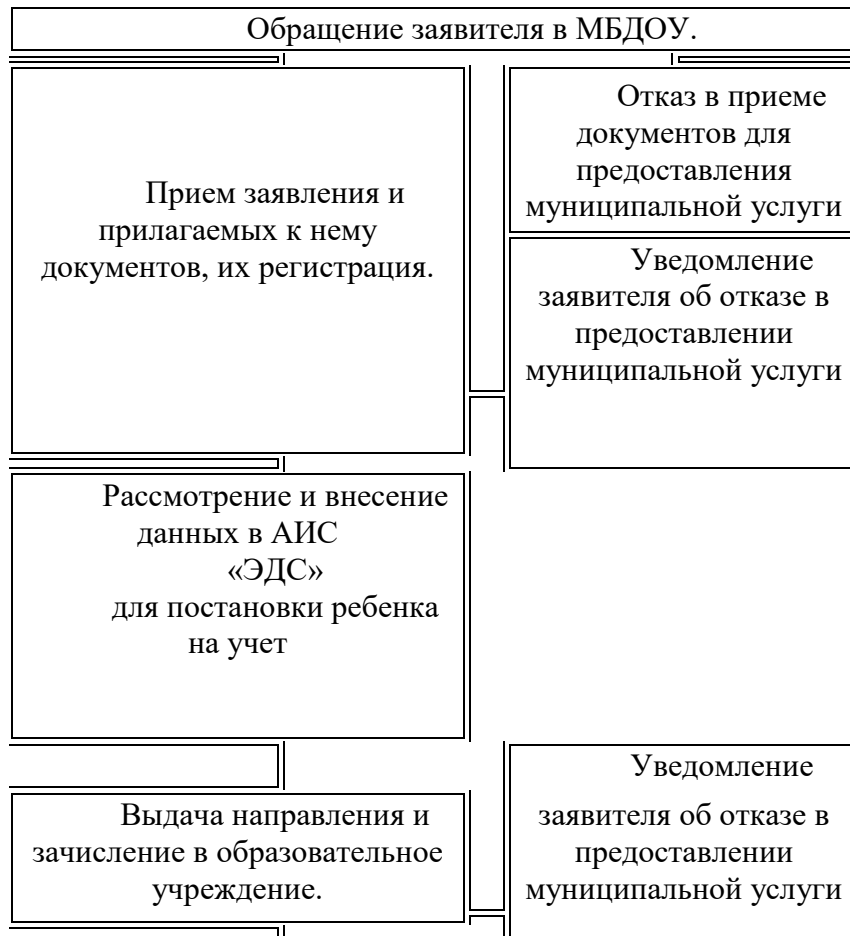 Обращение заявителя в МБДОУ.
Прием заявления и
прилагаемых к нему
документов, их регистрация.
Отказ в приеме
документов для
предоставления
муниципальной услуги
Уведомление
заявителя об отказе в
предоставлении
муниципальной услуги
Рассмотрение и внесение
данных в АИС
«ЭДС»
для постановки ребенка
на учет
Выдача направления и
зачисление в образовательное
учреждение.
Уведомление
заявителя об отказе в
предоставлении
муниципальной услуги